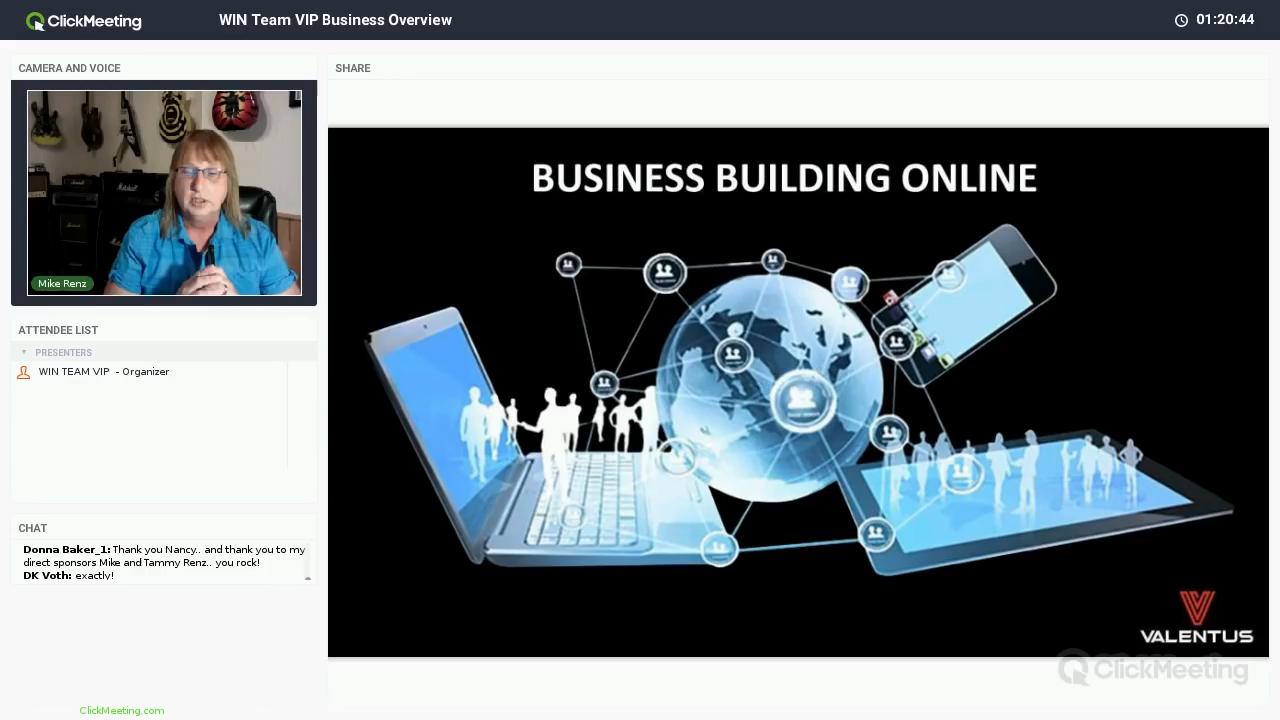 ClickMeeting
WIN Team VIP Business Overview
01:20:44
CAMERA AND VOICE
Mike Renz
ATTENDEE LIST
PRESENTERS
WIN TEAM VIP - Organizer
CHAT
Donna Baker_1: Thank you Nancy.. and thank you to my
direct sponsors Mike and Tammy Renz.. you rock!
DK Voth: exactly!
ClickMeeting.com
SHARE
BUSINESS BUILDING ONLINE
VALENTUS
ClickMeeting